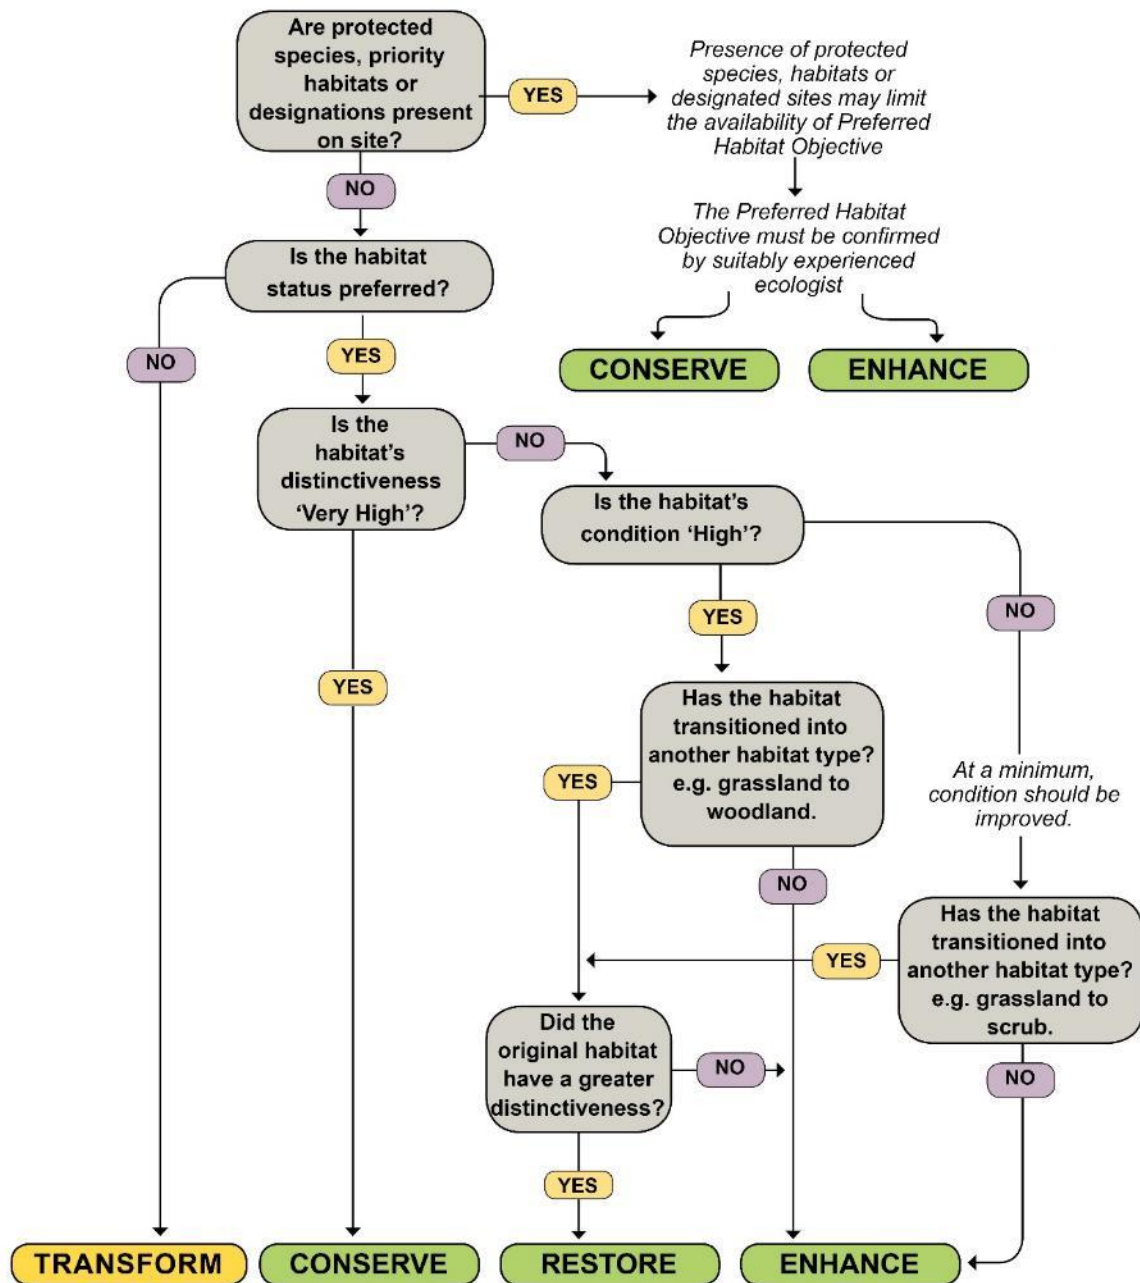 Are protected
species, priority
habitats or
designations present
on site?
YES
Presence of protected
species, habitats or
designated sites may limit
the availability of Preferred
Habitat Objective
NO
The Preferred Habitat
Objective must be confirmed
by suitably experienced
ecologist
Is the habitat
status preferred?
NO
YES
CONSERVE
ENHANCE
Is the
habitat's
distinctiveness
‘Very High’?
NO
Is the habitat's
condition ‘High’?
YES
NO
YES
Has the habitat
transitioned into
another habitat type?
e.g. grassland to
woodland.
YES
At a minimum,
condition should be
improved.
NO
Has the habitat
transitioned into
another habitat type?
e.g. grassland to
scrub.
YES
Did the
original habitat
have a greater
distinctiveness?
NO
NO
YES
TRANSFORM
CONSERVE
RESTORE
ENHANCE